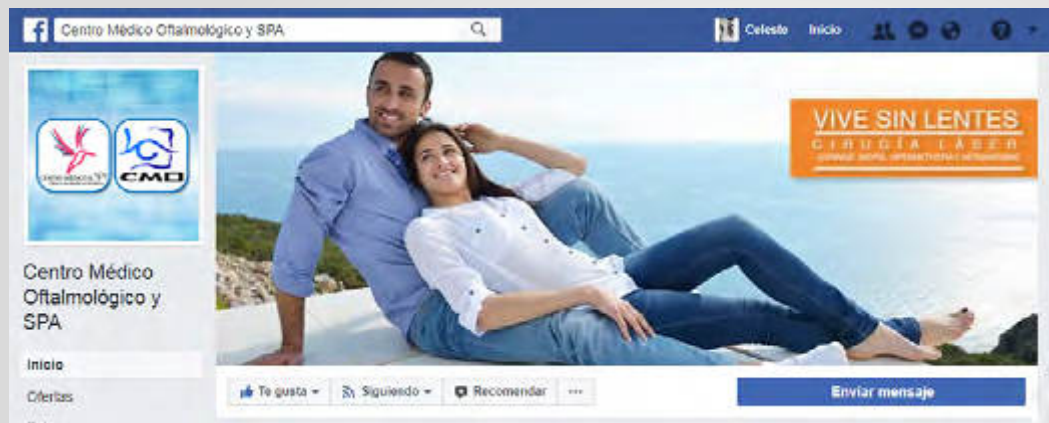 Centro Médico Oftalmológico y SPA
Celeste Inicio
VIVE SIN LENTES
CIRUGÍA LÁSER
CMO
Centro Médico
Oftalmológico y
SPA
Inicio
Ofertas
Te gusta Siguiendo Recomendar ...
Enviar mensaje